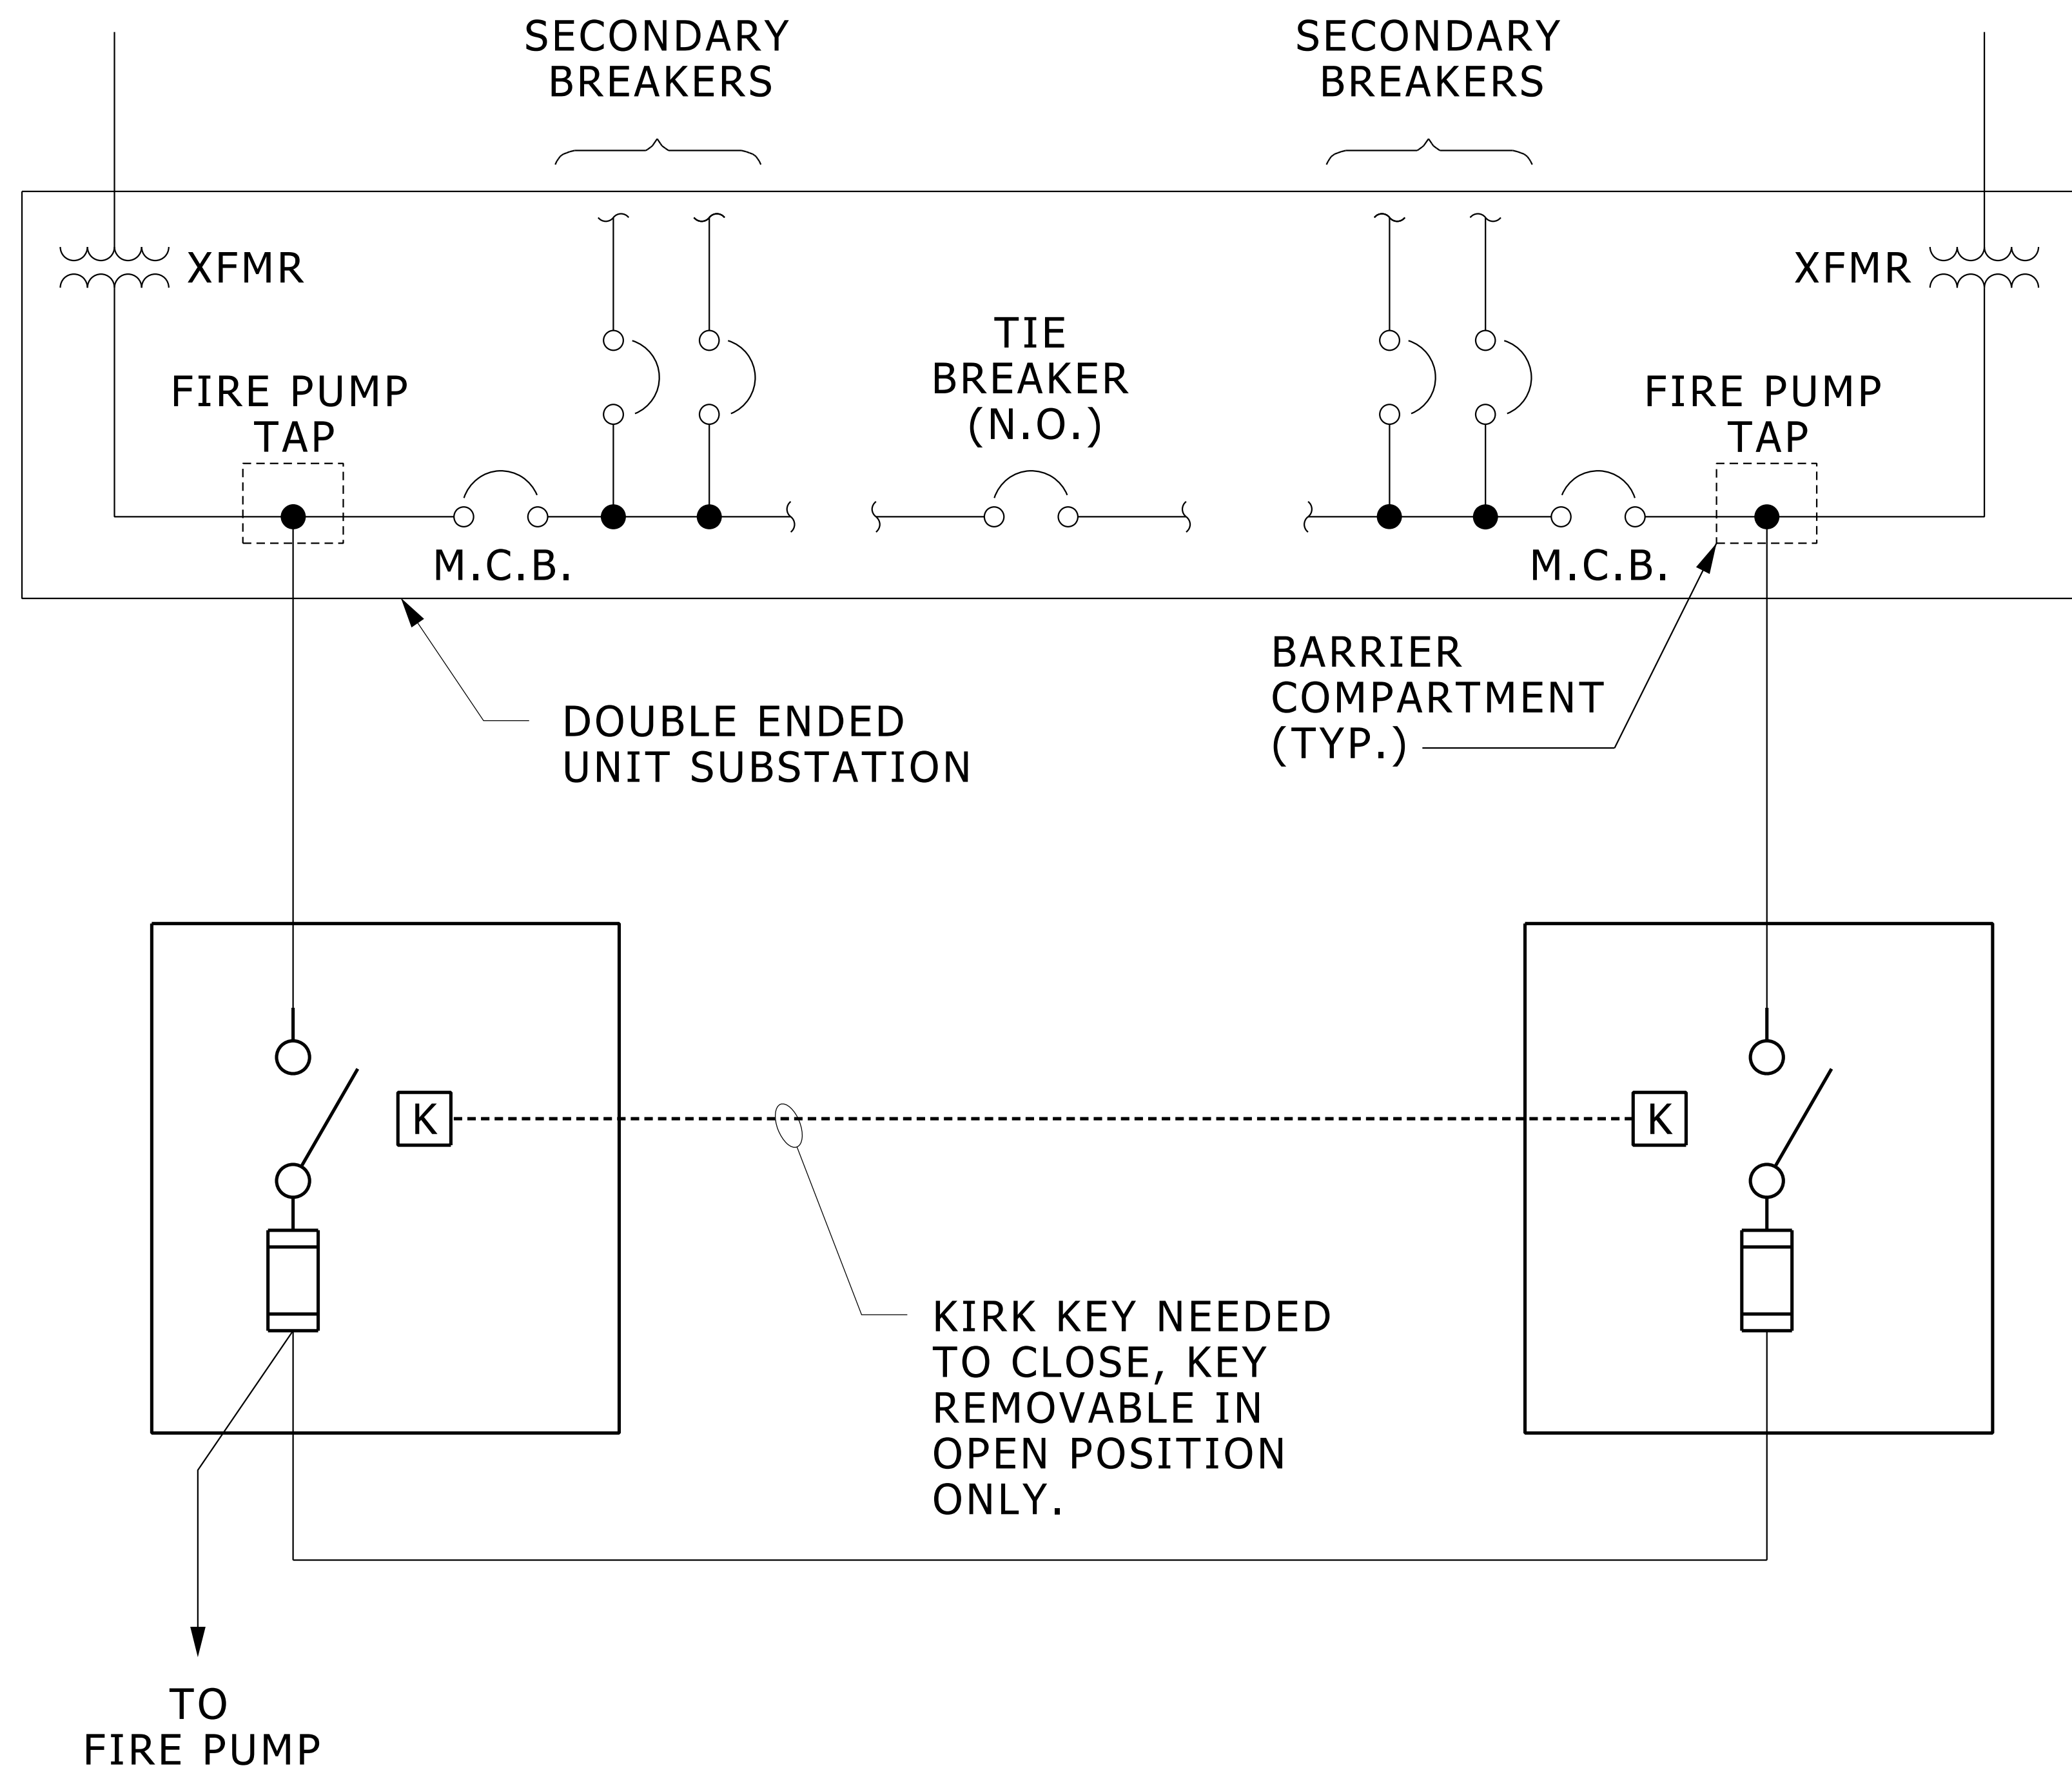 SECONDARY
BREAKERS
SECONDARY
BREAKERS
XFMR
XFMR
TIE
BREAKER
(N.O.)
FIRE PUMP
TAP
FIRE PUMP
TAP
M.C.B.
M.C.B.
BARRIER
COMPARTMENT
(TYP.)
DOUBLE ENDED
UNIT SUBSTATION
K
K
KIRK KEY NEEDED
TO CLOSE, KEY
REMOVABLE IN
OPEN POSITION
ONLY.
TO
FIRE PUMP